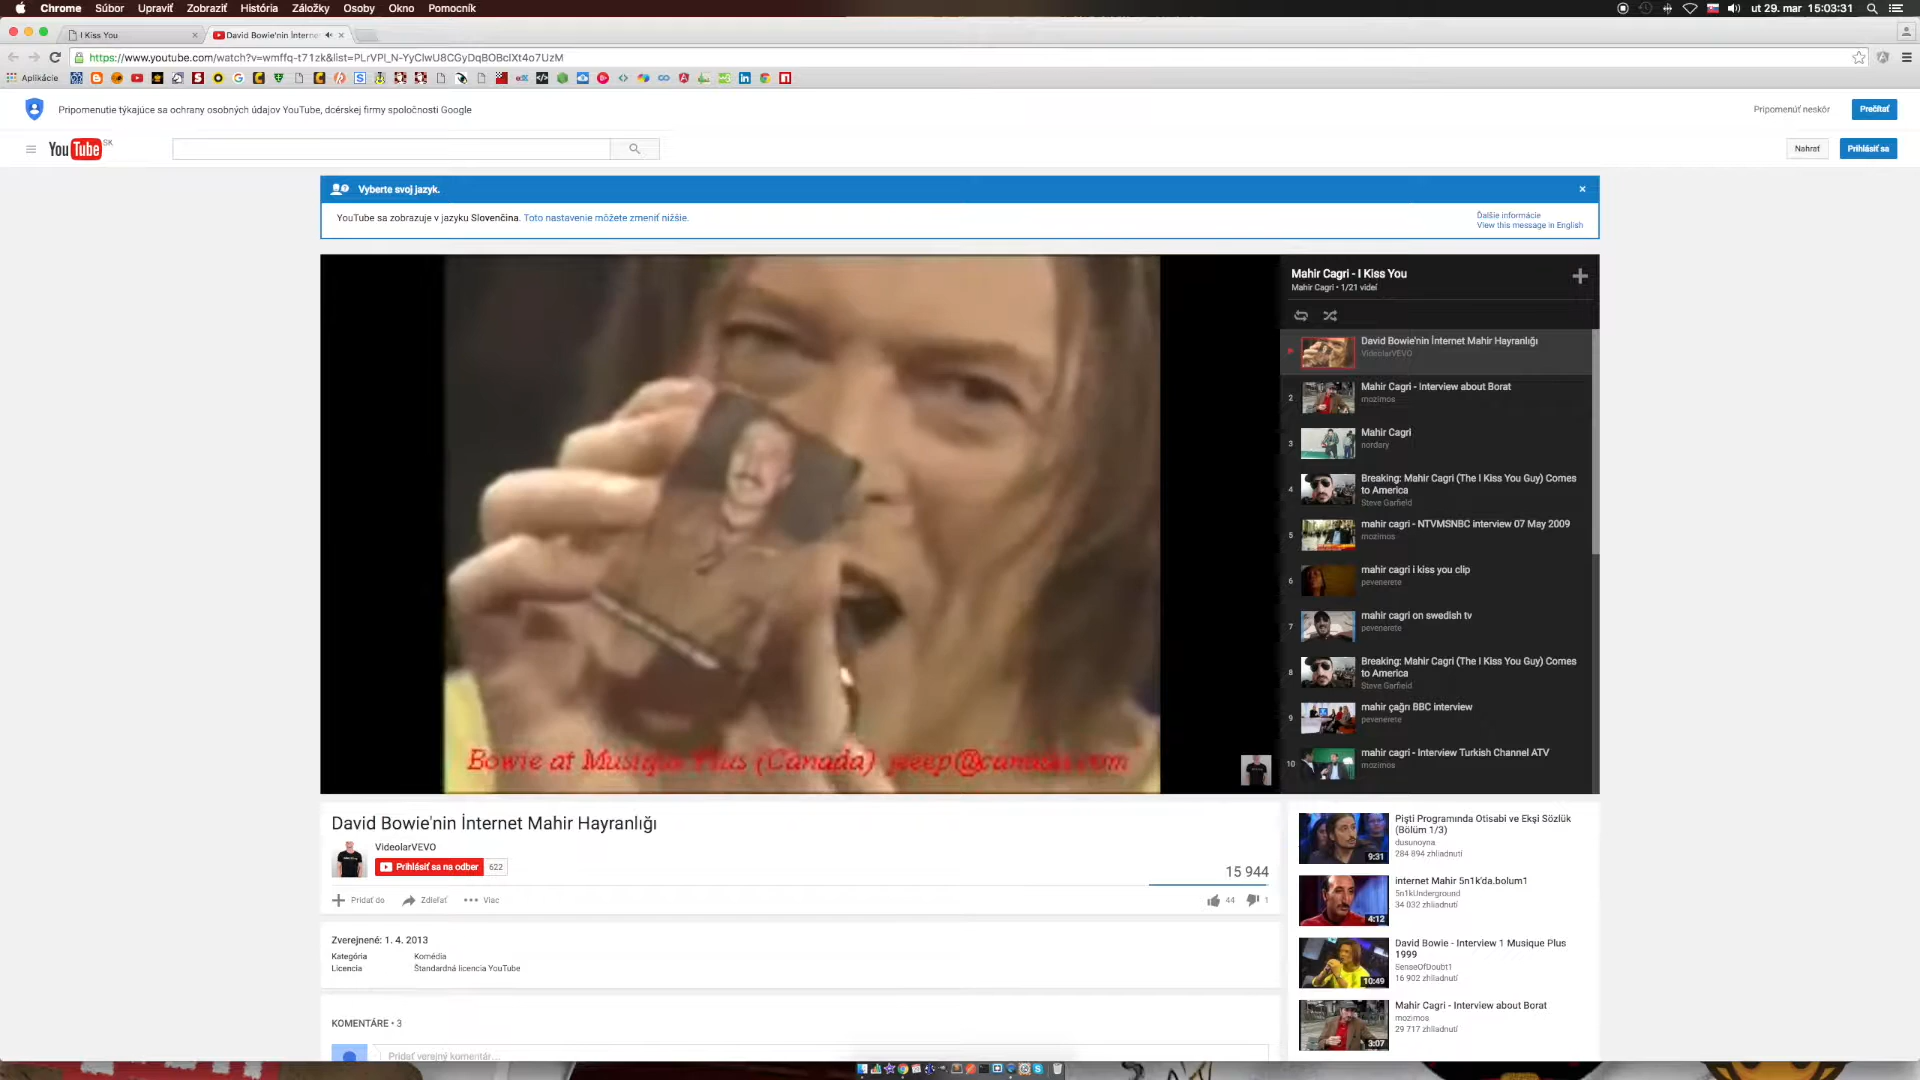 Chrome Súbor Upraviť Zobraziť História Záložky Osoby Okno Pomocník
ut 29. mar 15:03:31
I Kiss You
David Bowie'nin Interne
https://www.youtube.com/watch?v=wmffq-t71zk&list=PLrVPl_N-YyClwU8CGyDqBOBcIXt4o7UzM
Aplikácie
Pripomenutie týkajúce sa ochrany osobných údajov YouTube, dcérskej firmy spoločnosti Google
Pripomenúť neskôr
Prečítať
YouTube SK
Nahrať
Prihlásiť sa
Vyberte svoj jazyk.
YouTube sa zobrazuje v jazyku Slovenčina. Toto nastavenie môžete zmeniť nižšie.
Ďalšie informácie
View this message in English
Bowie at Musique Plus (Canada)
Mahir Cagri - I Kiss You
Mahir Cagri • 1/21 videí
David Bowie'nin İnternet Mahir Hayranlığı
VideolarVEVO
2
Mahir Cagri - Interview about Borat
mozimos
3
Mahir Cagri
nordary
4
Breaking: Mahir Cagri (The I Kiss You Guy) Comes
to America
Steve Garfield
5
mahir cagri - NTVMSNBC interview 07 May 2009
mozimos
6
mahir cagri i kiss you clip
pevenerete
7
mahir cagri on swedish tv
pevenerete
8
Breaking: Mahir Cagri (The I Kiss You Guy) Comes
to America
Steve Garfield
9
mahir çağrı BBC interview
pevenerete
10
mahir cagri - Interview Turkish Channel ATV
mozimos
David Bowie'nin İnternet Mahir Hayranlığı
VideolarVEVO
Prihlásiť sa na odber 622
15 944
Pridať do Zdieľať Viac
44 1
Zverejnené: 1. 4. 2013
Kategória Komédia
Licencia Štandardná licencia YouTube
KOMENTÁRE • 3
Pridať verejný komentár...
Pişti Programında Otisabi ve Ekşi Sözlük
(Bölüm 1/3)
dusunoyna
284 894 zhliadnutí
9:31
internet Mahir 5n1k'da.bolum1
5n1kUnderground
34 032 zhliadnutí
4:12
David Bowie - Interview 1 Musique Plus
1999
SenseOfDoubt1
16 902 zhliadnutí
10:49
Mahir Cagri - Interview about Borat
mozimos
29 717 zhliadnutí
3:07